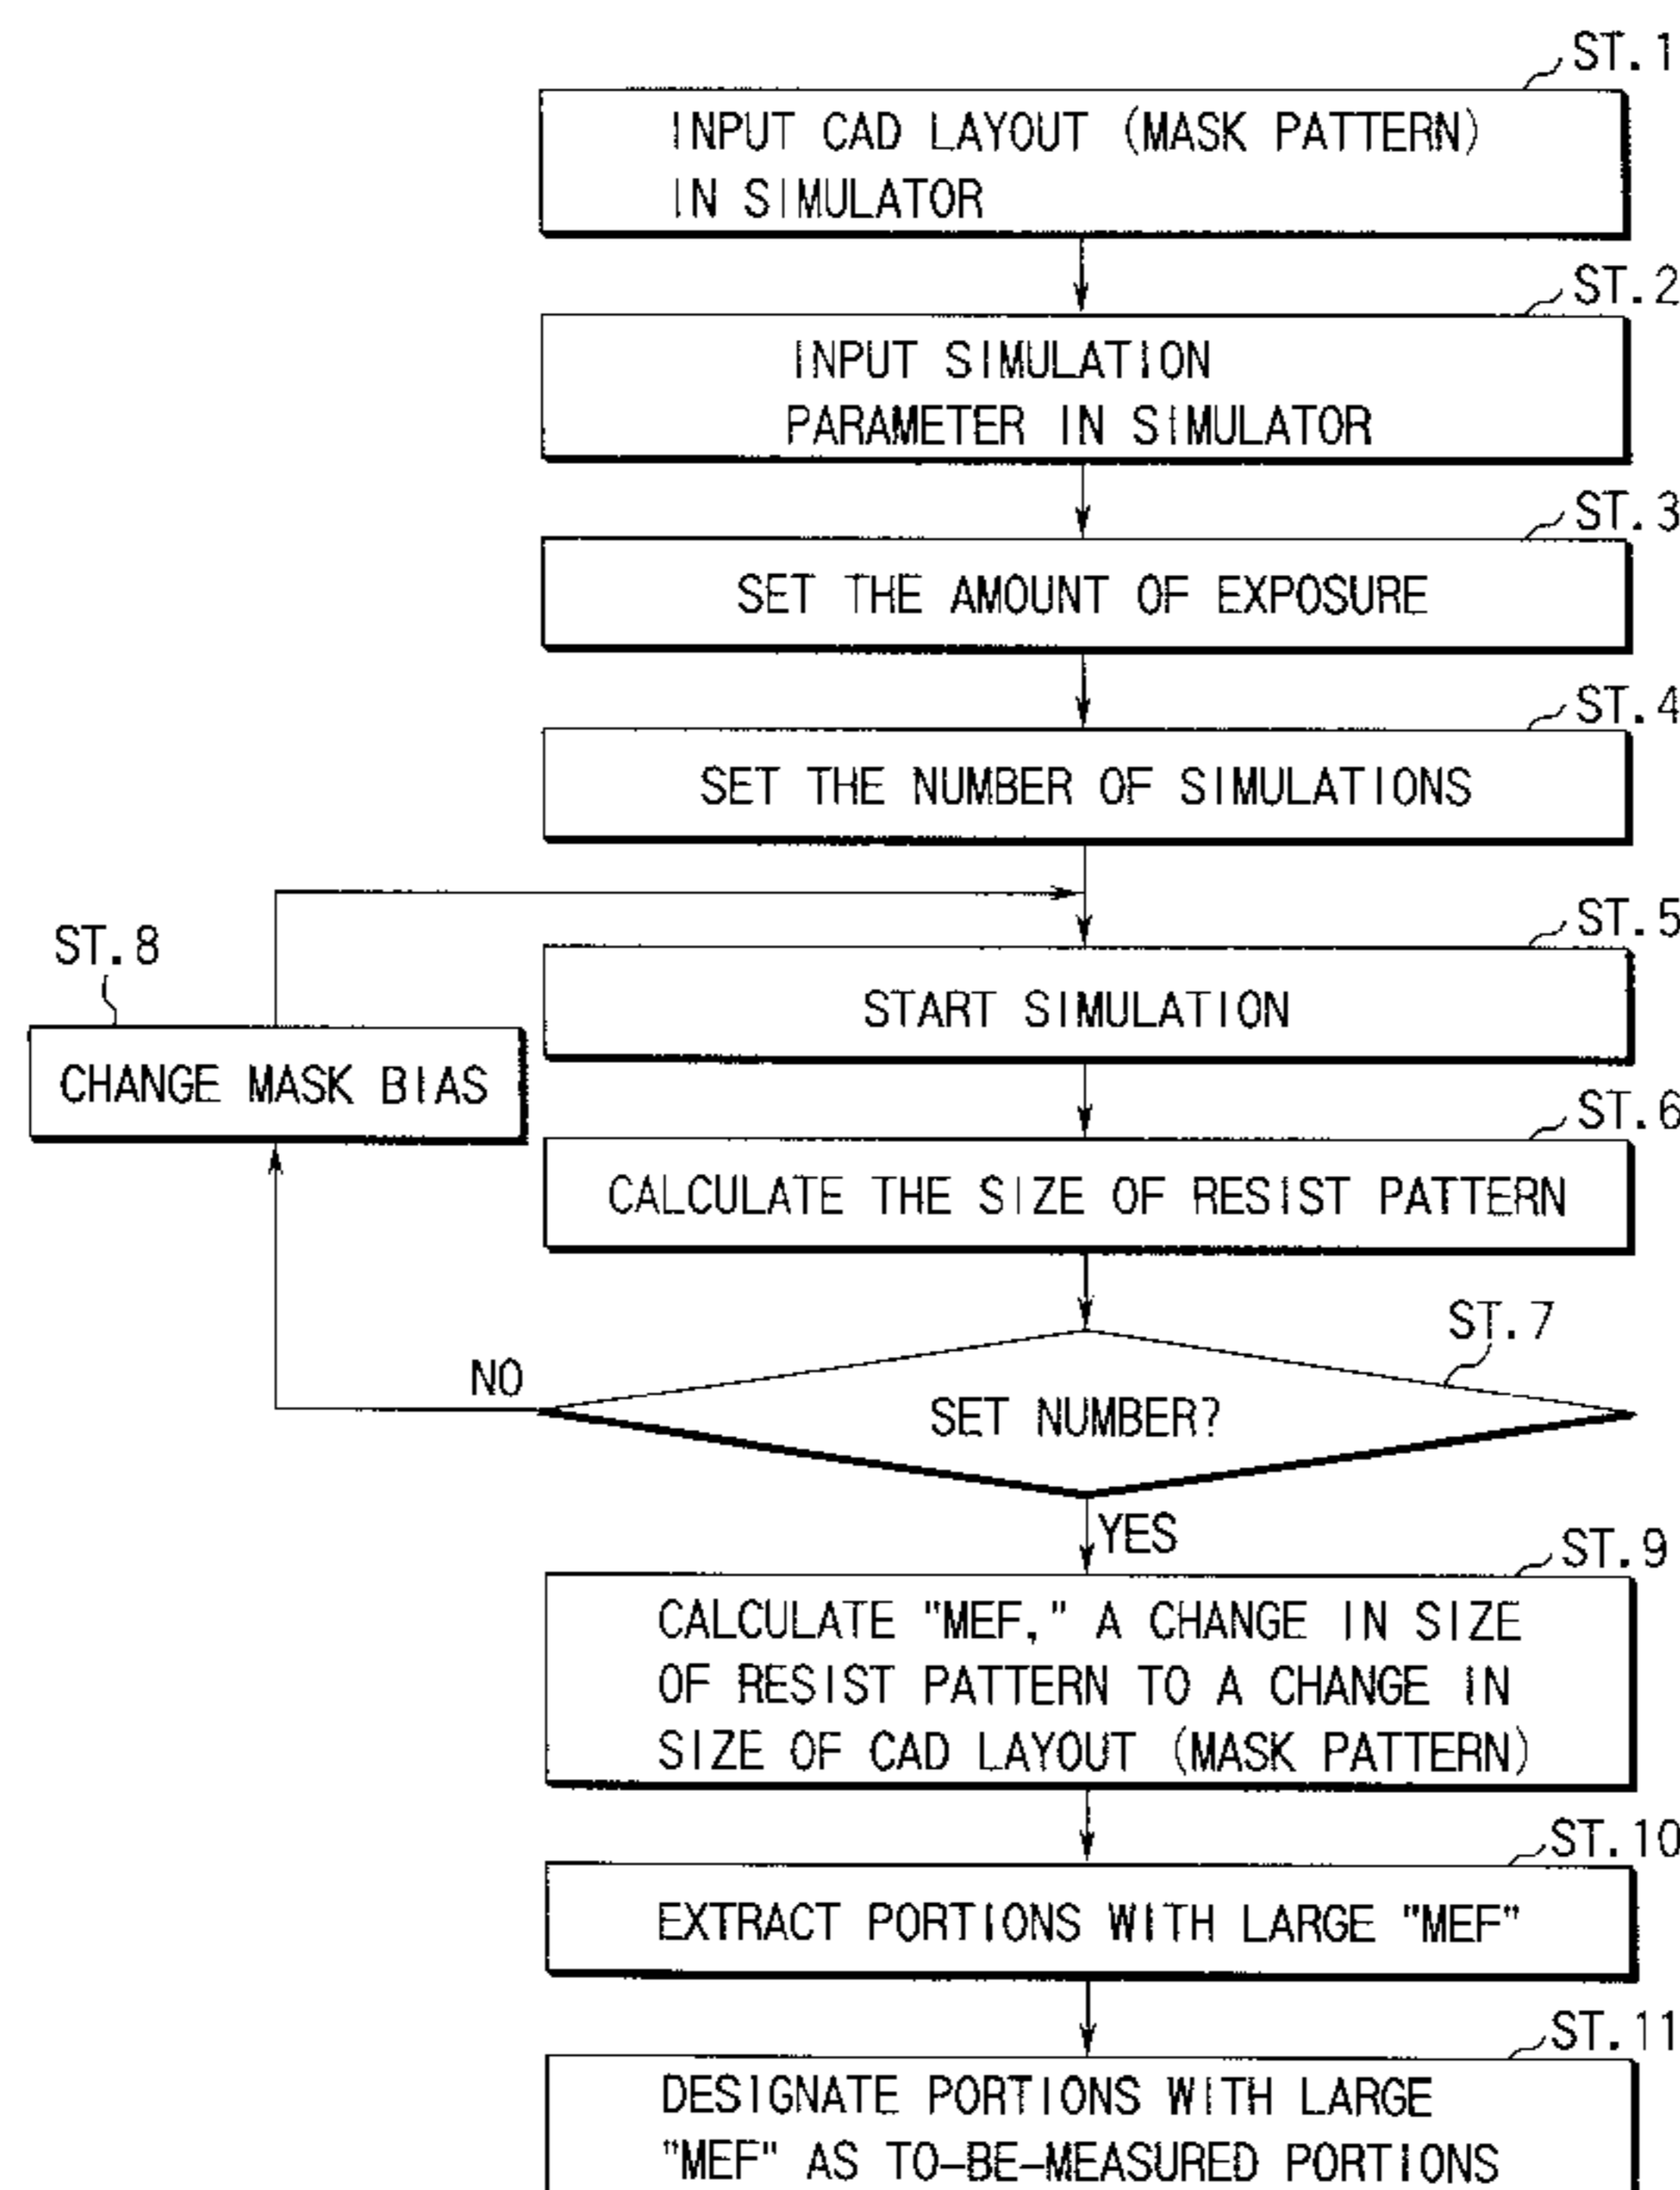 ST.1
INPUT CAD LAYOUT (MASK PATTERN)
IN SIMULATOR
ST.2
INPUT SIMULATION
PARAMETER IN SIMULATOR
ST.3
SET THE AMOUNT OF EXPOSURE
ST.4
SET THE NUMBER OF SIMULATIONS
ST.5
START SIMULATION
ST.8
CHANGE MASK BIAS
ST.6
CALCULATE THE SIZE OF RESIST PATTERN
ST.7
SET NUMBER?
NO
YES
ST.9
CALCULATE "MEF," A CHANGE IN SIZE
OF RESIST PATTERN TO A CHANGE IN
SIZE OF CAD LAYOUT (MASK PATTERN)
ST.10
EXTRACT PORTIONS WITH LARGE "MEF"
ST.11
DESIGNATE PORTIONS WITH LARGE
"MEF" AS TO-BE-MEASURED PORTIONS